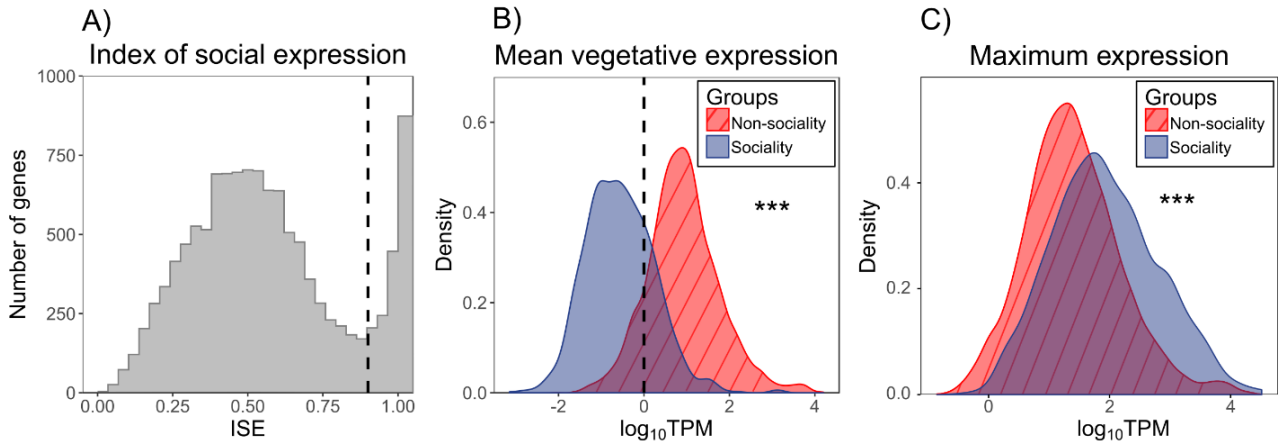 A)
Index of social expression
1000
750
500
250
0
Number of genes
0.00 0.25 0.50 0.75 1.00
ISE
B)
Mean vegetative expression
0.6
0.4
0.2
0.0
Density
Groups
Non-sociality
Sociality
***
-2 0 2 4
log₁₀TPM
C)
Maximum expression
0.4
0.2
0.0
Density
Groups
Non-sociality
Sociality
***
0 2 4
log₁₀TPM